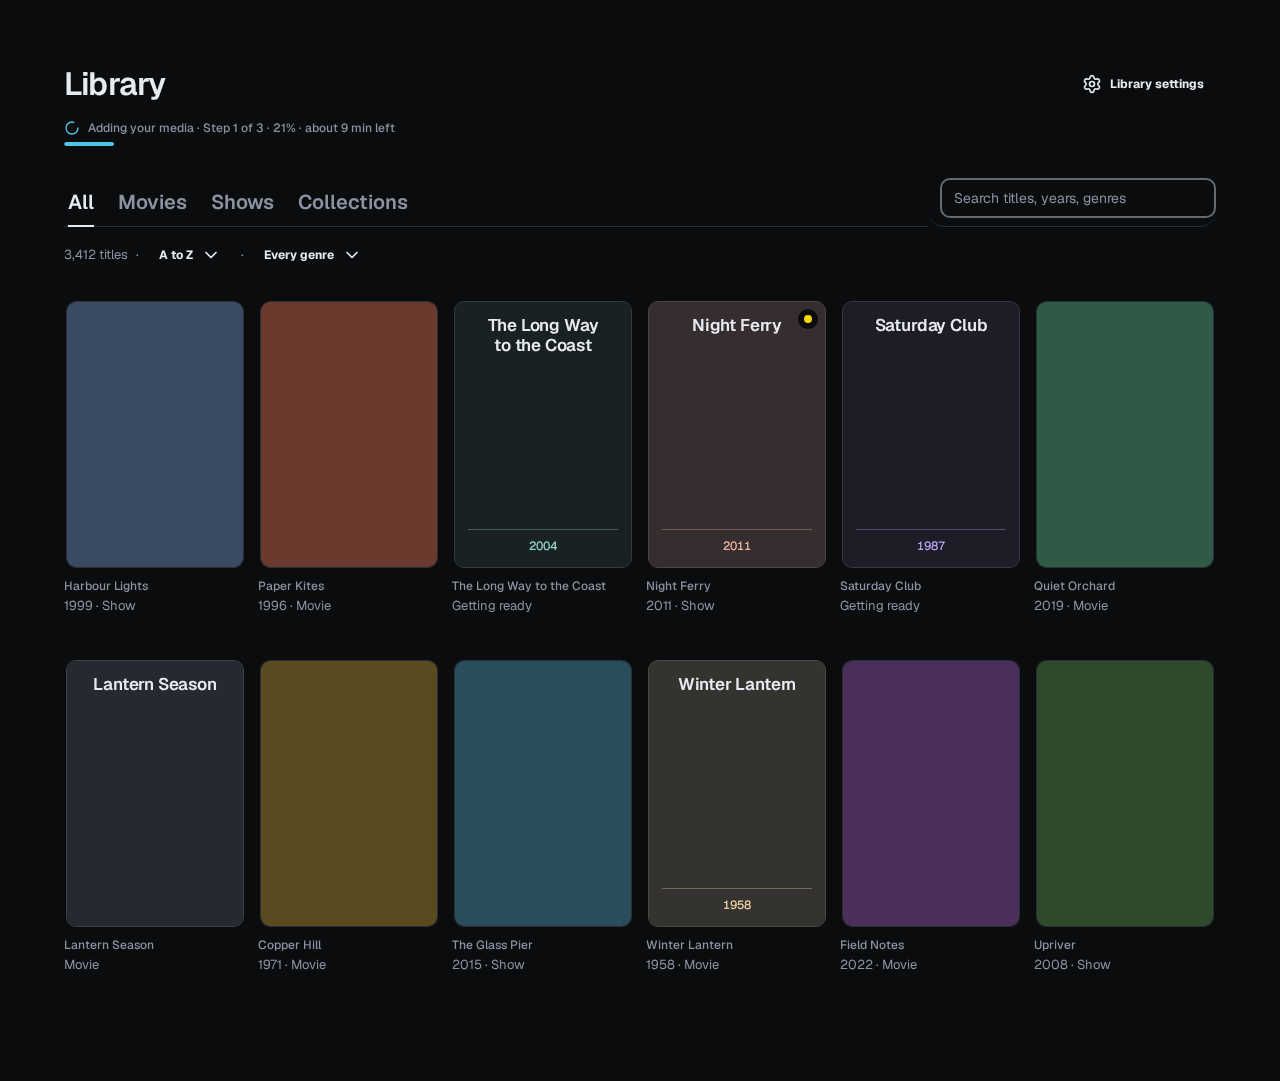 Library
Library settings
Adding your media · Step 1 of 3 · 21% · about 9 min left
All Movies Shows Collections
Search titles, years, genres
3,412 titles · A to Z · Every genre
The Long Way
to the Coast
Night Ferry
Saturday Club
2004
2011
1987
Harbour Lights
1999 · Show
Paper Kites
1996 · Movie
The Long Way to the Coast
Getting ready
Night Ferry
2011 · Show
Saturday Club
Getting ready
Quiet Orchard
2019 · Movie
Lantern Season
Winter Lantern
1958
Lantern Season
Movie
Copper Hill
1971 · Movie
The Glass Pier
2015 · Show
Winter Lantern
1958 · Movie
Field Notes
2022 · Movie
Upriver
2008 · Show